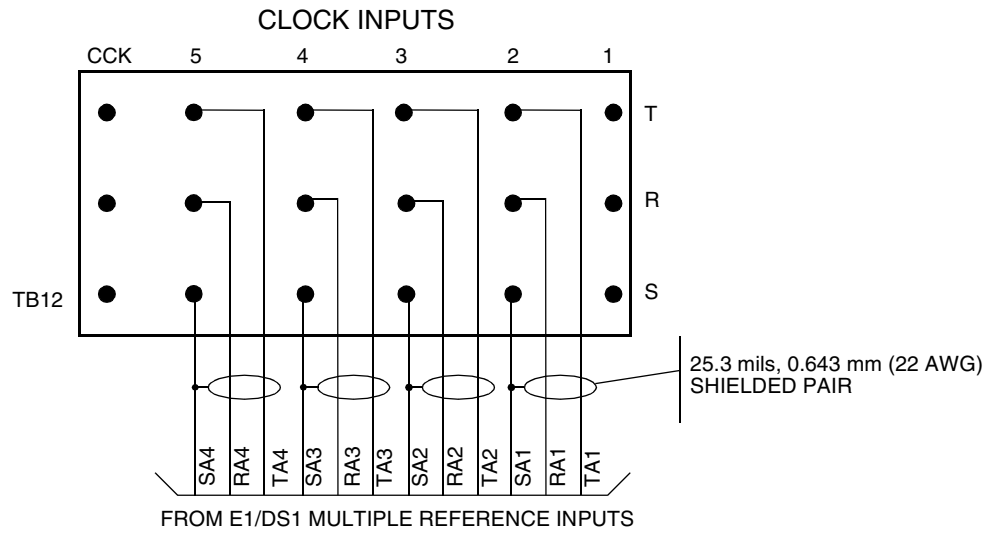 CLOCK INPUTS
CCK 5 4 3 2 1
T
R
S
TB12
25.3 mils, 0.643 mm (22 AWG)
SHIELDED PAIR
SA4 RA4 TA4 SA3 RA3 TA3 SA2 RA2 TA2 SA1 RA1 TA1
FROM E1/DS1 MULTIPLE REFERENCE INPUTS